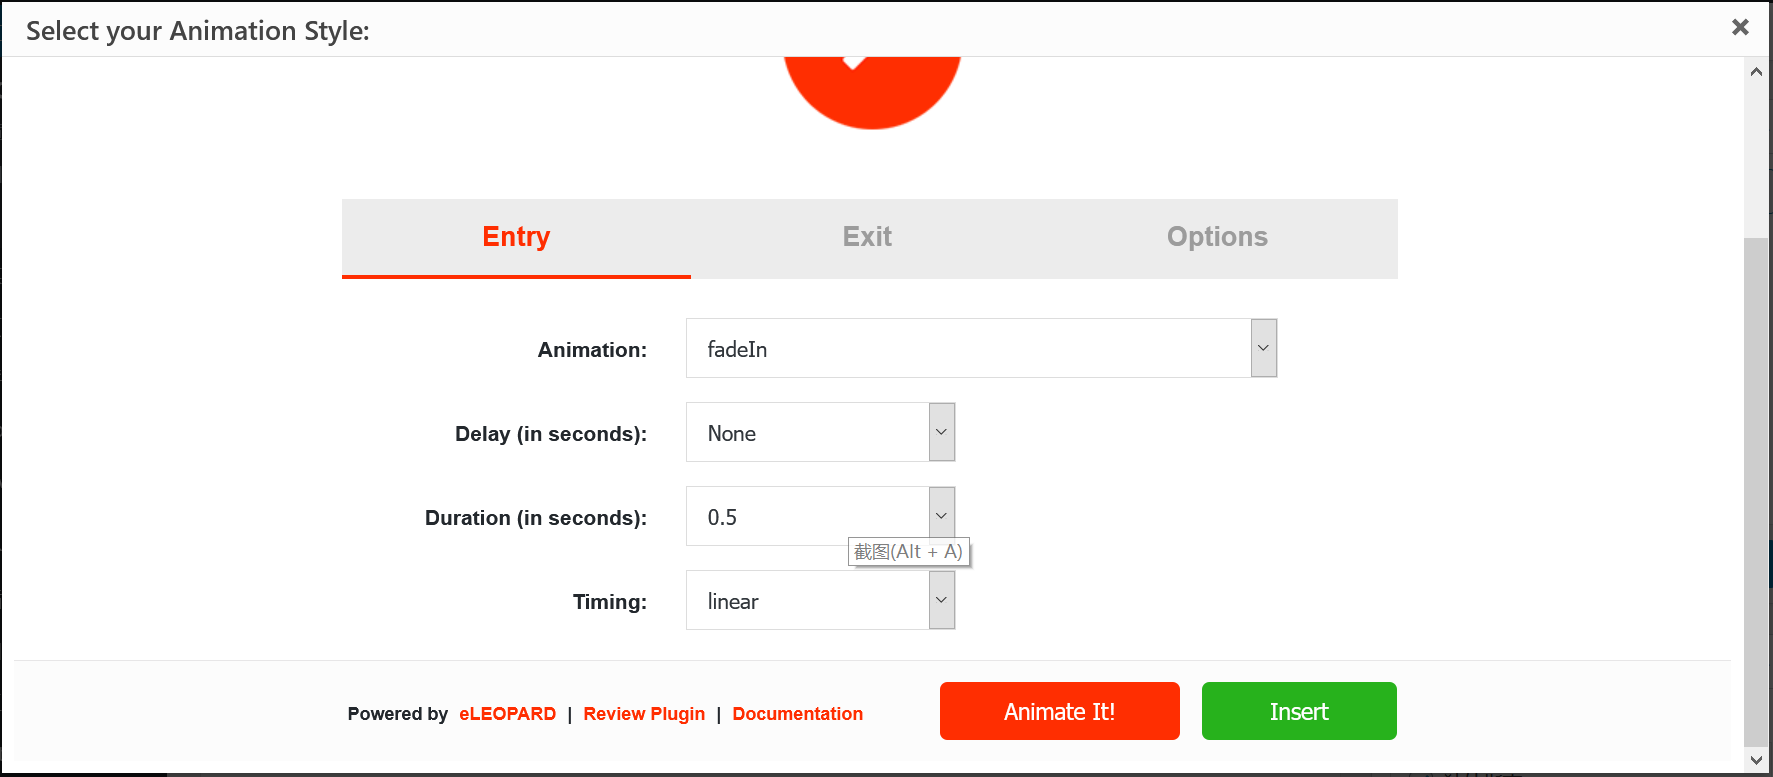 Select your Animation Style:
Entry
Exit
Options
Animation:
fadeIn
Delay (in seconds):
None
Duration (in seconds):
0.5
截图(Alt + A)
Timing:
linear
Powered by eLEOPARD | Review Plugin | Documentation
Animate It!
Insert